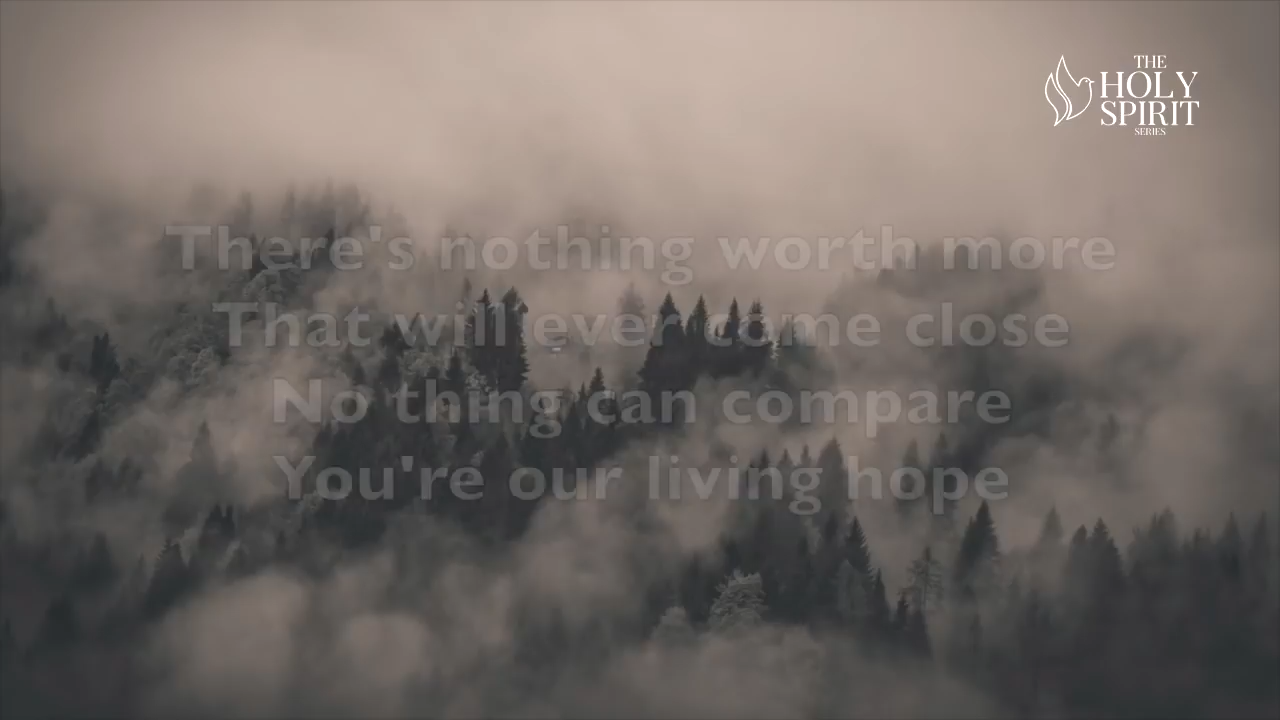 THE
HOLY
SPIRIT
SERIES
There's nothing worth more
That will ever come close
No thing can compare
You're our living hope